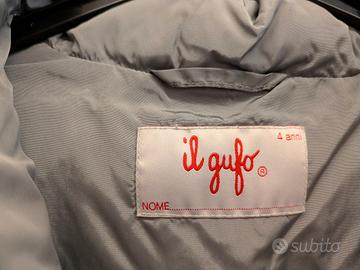 4 anni
il gufo ®
NOME
subito